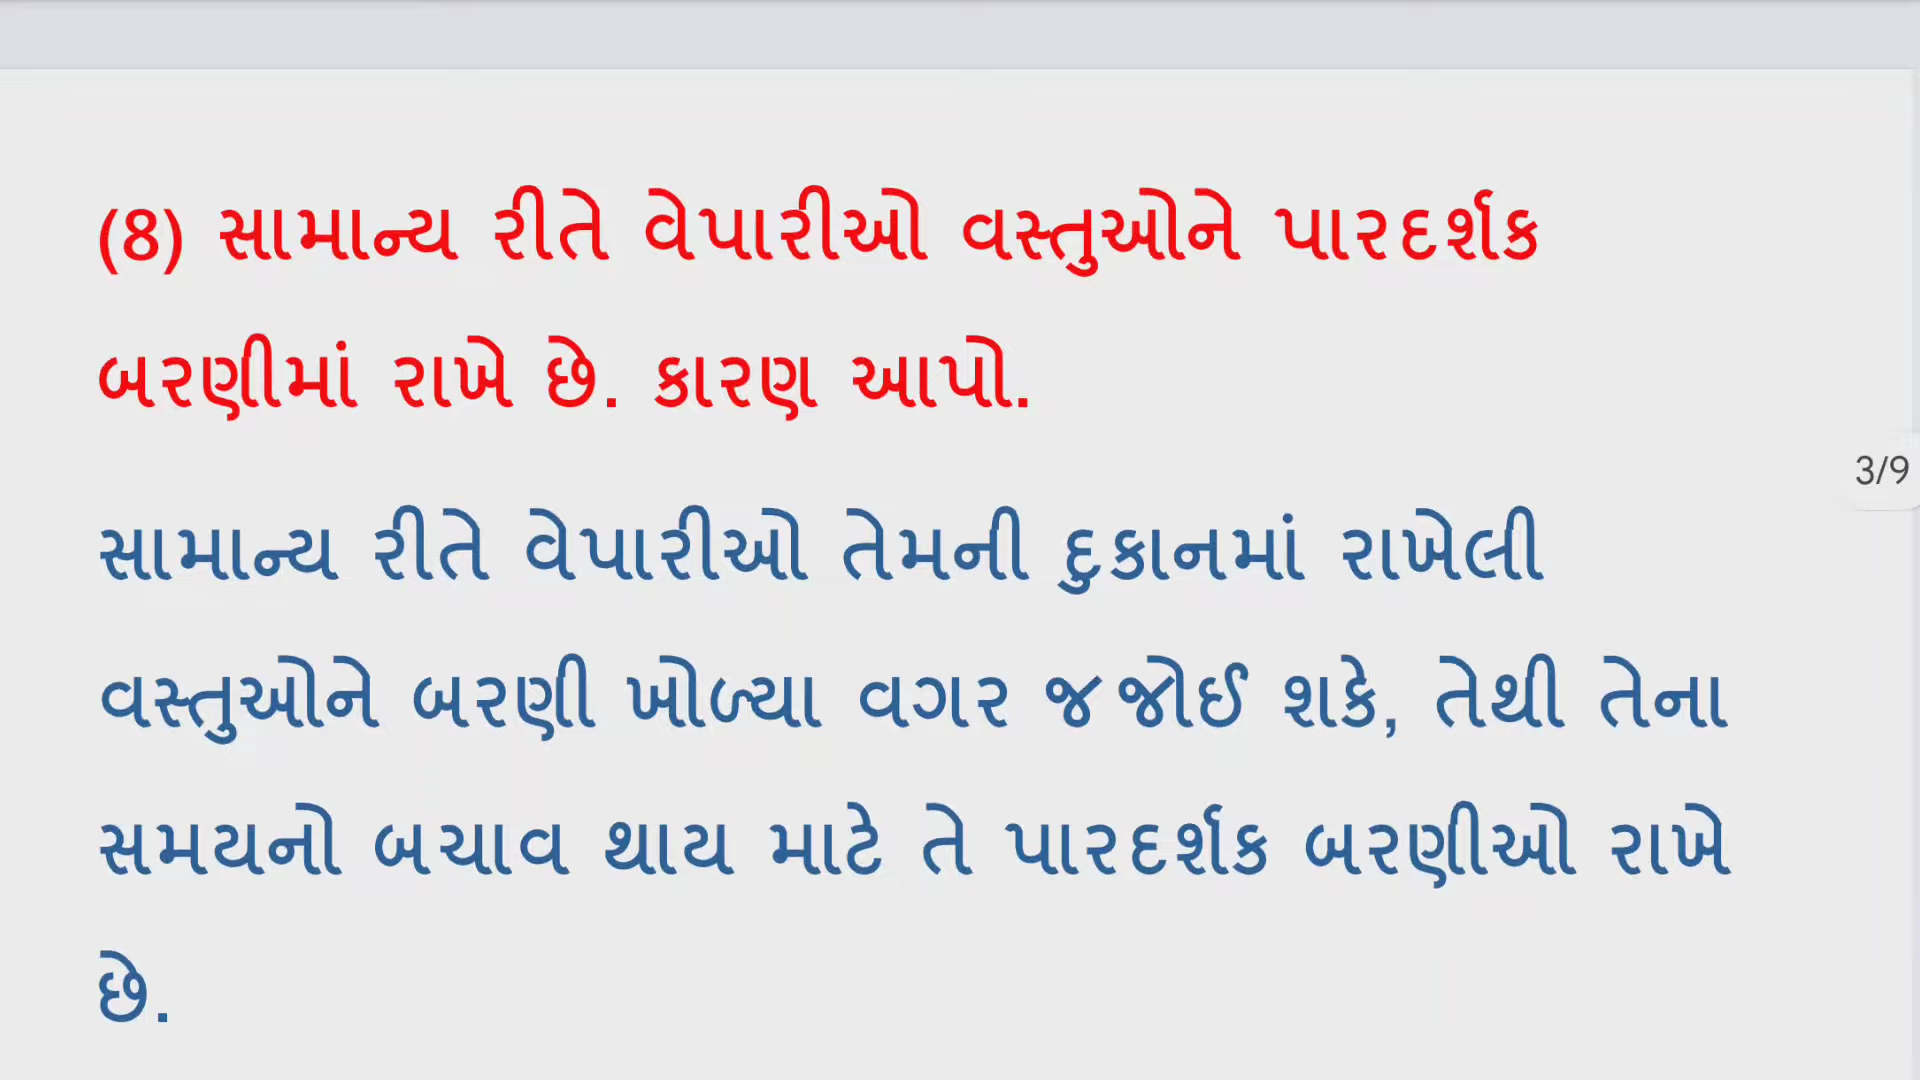 (8) સામાન્ય રીતે વેપારીઓ વસ્તુઓને પારદર્શક
બરણીમાં રાખે છે. કારણ આપો.
3/9
સામાન્ય રીતે વેપારીઓ તેમની દુકાનમાં રાખેલી
વસ્તુઓને બરણી ખોળ્યા વગર જ જોઈ શકે, તેથી તેના
સમયનો બચાવ થાય માટે તે પારદર્શક બરણીઓ રાખે
છે.